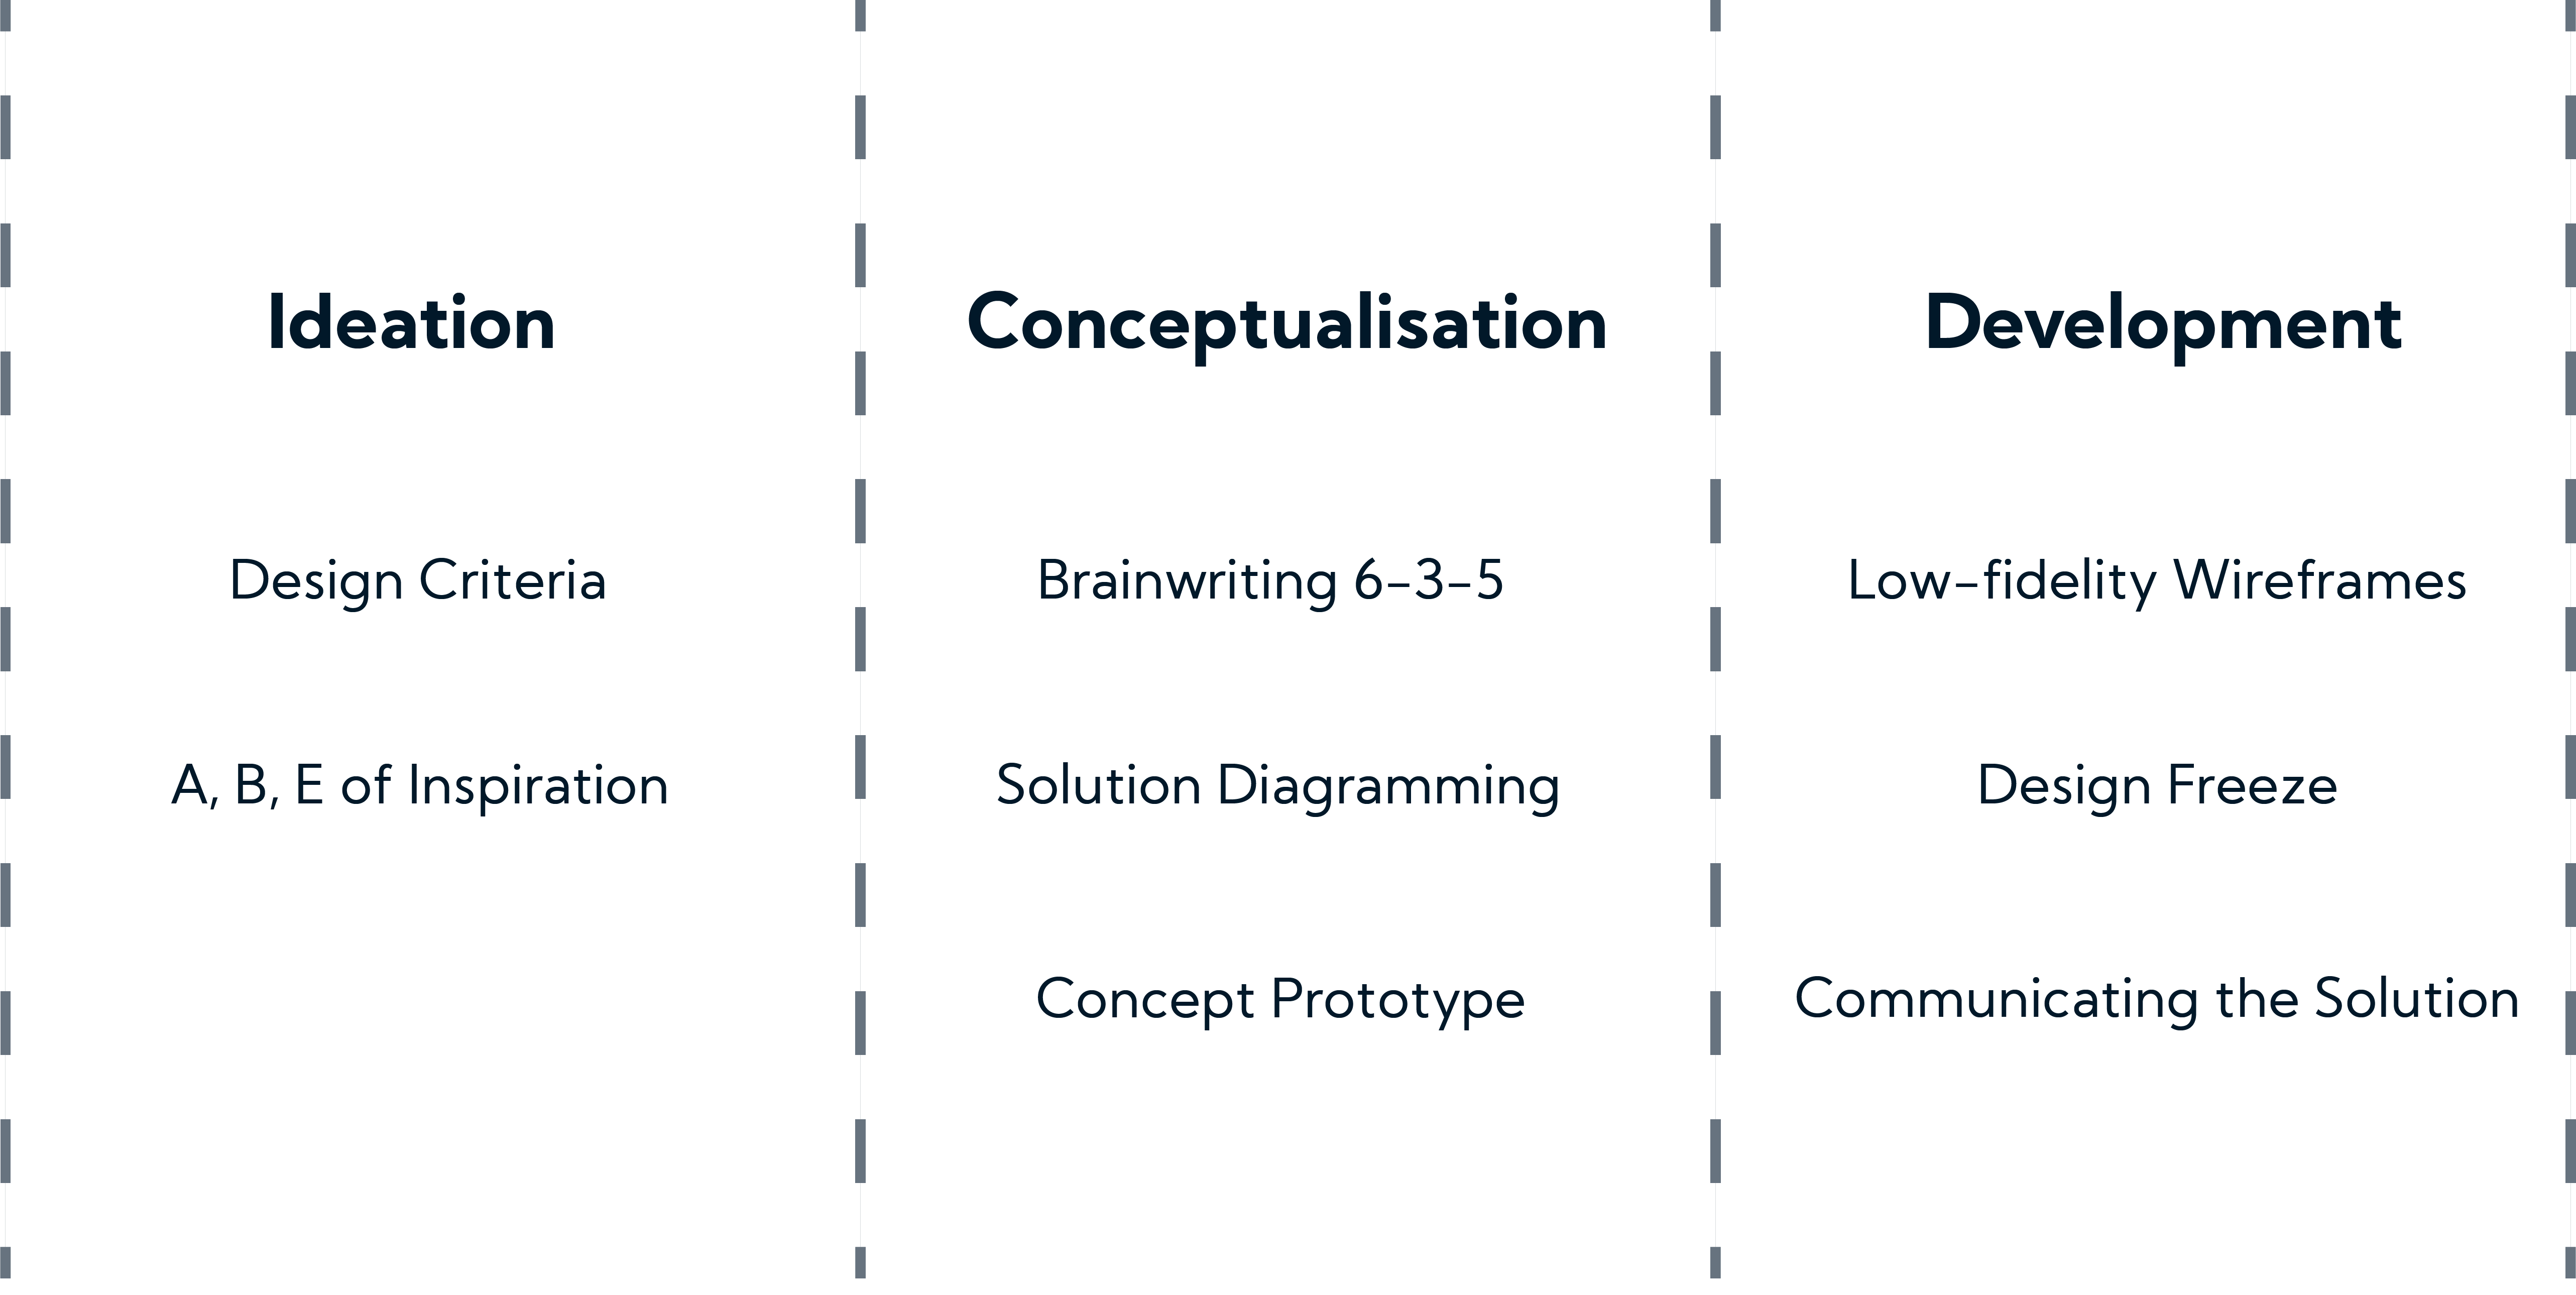 Ideation
Design Criteria
A, B, E of Inspiration
Conceptualisation
Brainwriting 6-3-5
Solution Diagramming
Concept Prototype
Development
Low-fidelity Wireframes
Design Freeze
Communicating the Solution